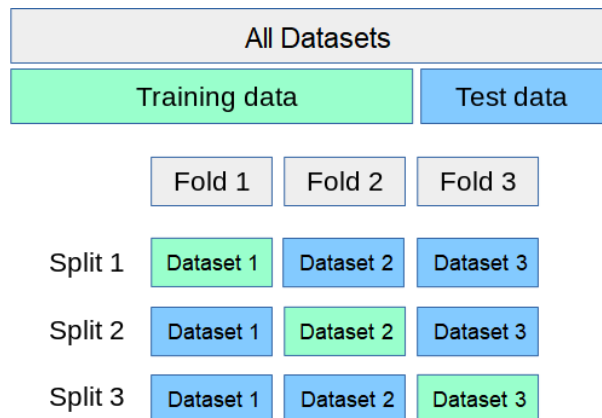 All Datasets
Training data Test data
Fold 1 Fold 2 Fold 3
Split 1 Dataset 1 Dataset 2 Dataset 3
Split 2 Dataset 1 Dataset 2 Dataset 3
Split 3 Dataset 1 Dataset 2 Dataset 3